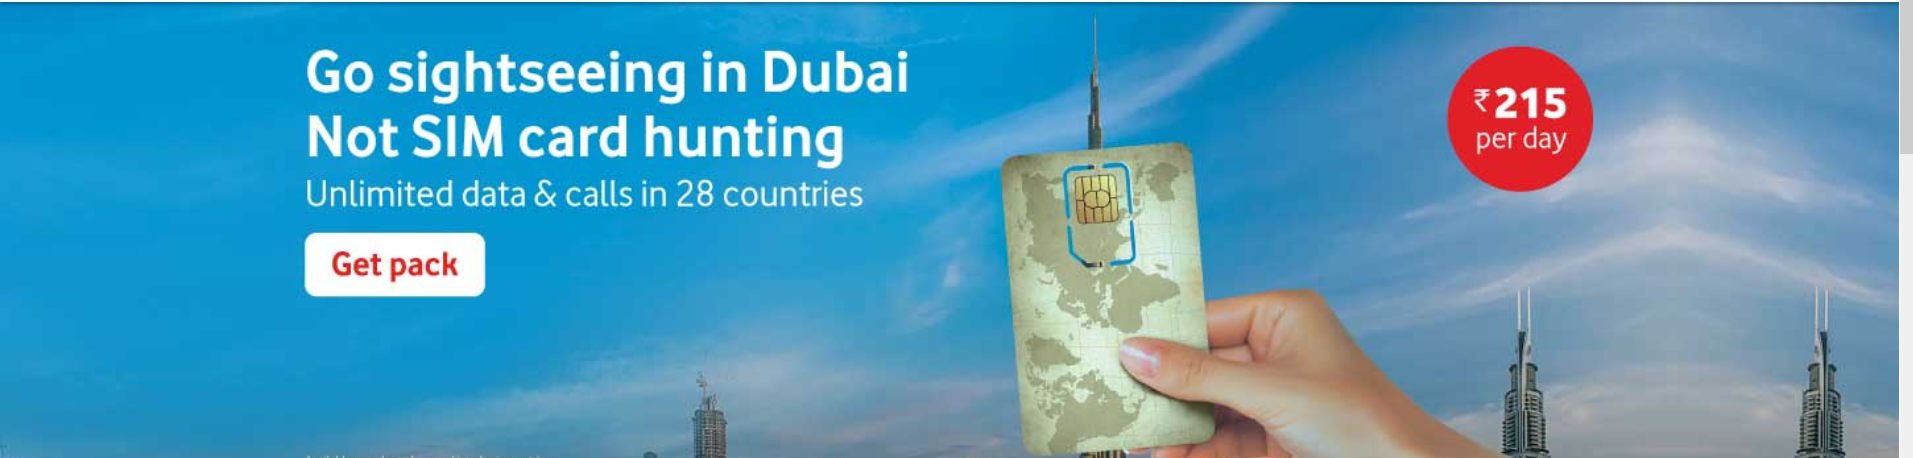 Go sightseeing in Dubai
Not SIM card hunting
Unlimited data & calls in 28 countries
Get pack
₹215
per day